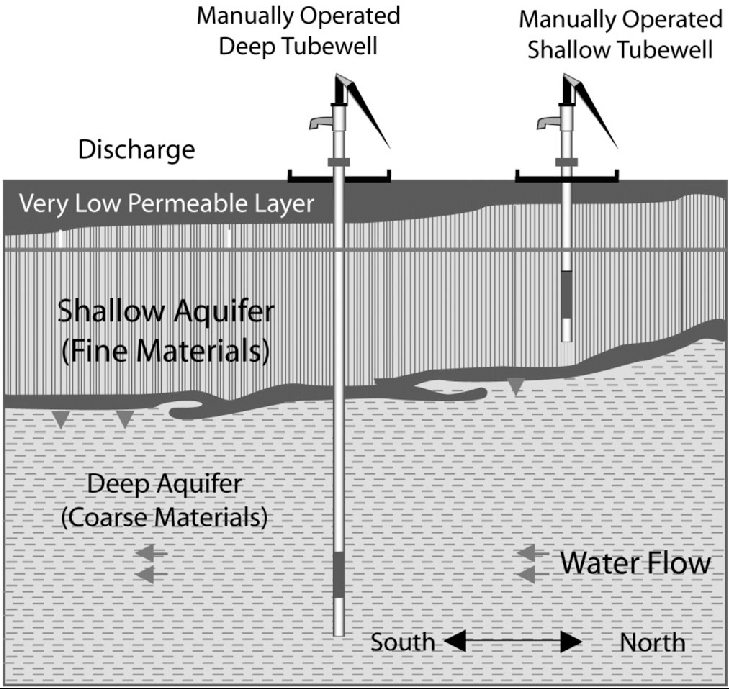 Manually Operated
Deep Tubewell
Manually Operated
Shallow Tubewell
Discharge
Very Low Permeable Layer
Shallow Aquifer
(Fine Materials)
Deep Aquifer
(Coarse Materials)
Water Flow
South
North